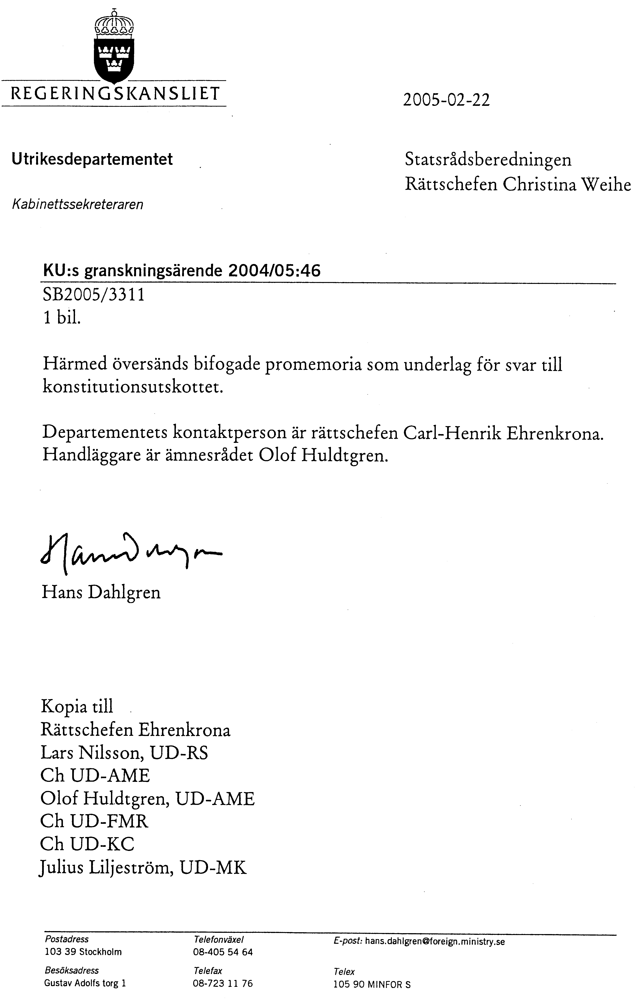 REGERINGSKANSLIET
2005-02-22
Utrikesdepartementet
Statsrådsberedningen
Rättschefen Christina Weihe
Kabinettssekreteraren
KU:s granskningsärende 2004/05:46
SB2005/3311
1 bil.
Härmed översänds bifogade promemoria som underlag för svar till
konstitutionsutskottet.
Departementets kontaktperson är rättschefen Carl-Henrik Ehrenkrona.
Handläggare är ämnesrådet Olof Huldtgren.
Hans Dahlgren
Hans Dahlgren
Kopia till
Rättschefen Ehrenkrona
Lars Nilsson, UD-RS
Ch UD-AME
Olof Huldtgren, UD-AME
Ch UD-FMR
Ch UD-KC
Julius Liljeström, UD-MK
Postadress
103 39 Stockholm
Telefonväxel
08-405 54 64
E-post: hans.dahlgren@foreign.ministry.se
Besöksadress
Gustav Adolfs torg 1
Telefax
08-723 11 76
Telex
105 90 MINFOR S